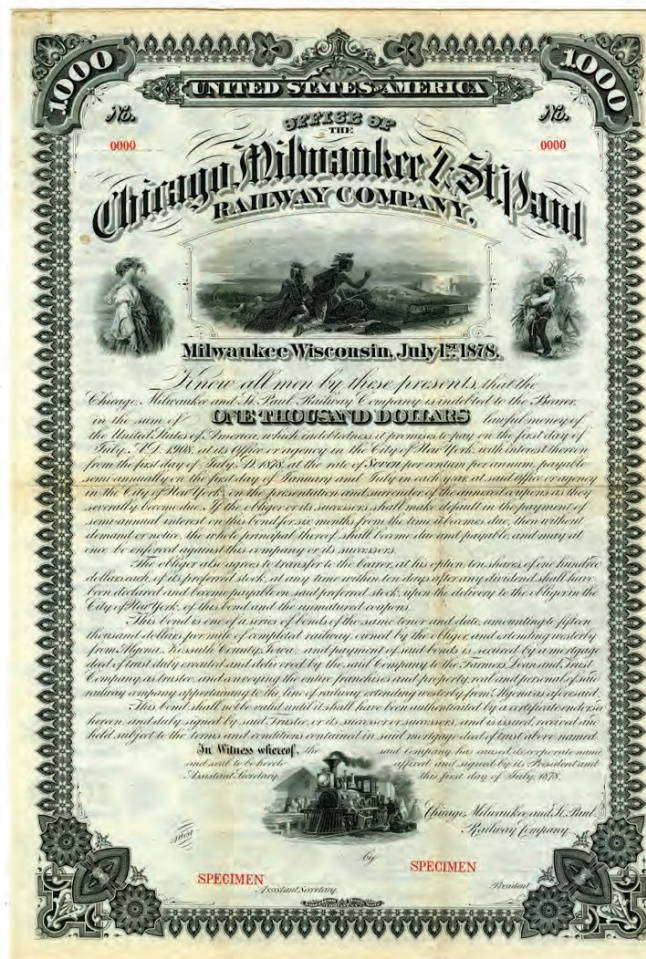 1000 1000
UNITED STATES OF AMERICA
No. No.
0000 0000
OFFICE OF
THE
Chicago, Milwaukee & St. Paul
RAILWAY COMPANY.
Milwaukee Wisconsin, July 1ST 1878.
Know all men by these presents, that the
Chicago, Milwaukee and St. Paul Railway Company is indebted to the Bearer,
in the sum of ONE THOUSAND DOLLARS lawful money of
the United States of America, which indebtedness it promises to pay on the first day of
July, A.D. 1908, at its Office or agency in the City of New York, with interest thereon
from the first day of July, A.D. 1878, at the rate of Seven per centum per annum, payable
semi annually on the first day of January and July in each year, at said Office or agency
in the City of New York, on the presentation and surrender of the annexed coupons as they
severally become due. If the obligor or its successors shall make default in the payment of
semi-annual interest on this bond for six months from the time it becomes due, then without
demand or notice, the whole principal thereof shall become due and payable, and may at
once be enforced against this company or its successors.
The obligor also agrees to transfer to the bearer, at his option, ten shares of one hundred
dollars each of its preferred stock, at any time within ten days after any dividend shall have
been declared and become payable on said preferred stock, upon the delivery to the obligor in the
City of New York, of this bond and the unmatured coupons.
This bond is one of a series of bonds of the same tenor and date, amounting to fifteen
thousand dollars per mile of completed railway, owned by the obligor and extending westerly
from Algona, Kossuth County, Iowa; and payment of said bonds is secured by a mortgage
deed of trust duly executed and delivered by the said Company to the Farmers Loan and Trust
Company, as trustee, and conveying the entire franchises and property, real and personal of said
railway company appertaining to the line of railway extending westerly from Algona as aforesaid.
This bond shall not be valid until it shall have been authenticated by a certificate endorsed
hereon, and duly signed by said Trustee, or its successor or successors, and is issued, received and
held, subject to the terms and conditions contained in said mortgage deed of trust above named.
In Witness whereof, the said Company has caused its corporate name
and seal to be hereto affixed and signed by its President and
Assistant Secretary, this first day of July, 1878.
Chicago, Milwaukee and St. Paul
Railway Company
Attest
by
SPECIMEN SPECIMEN
Assistant Secretary. President